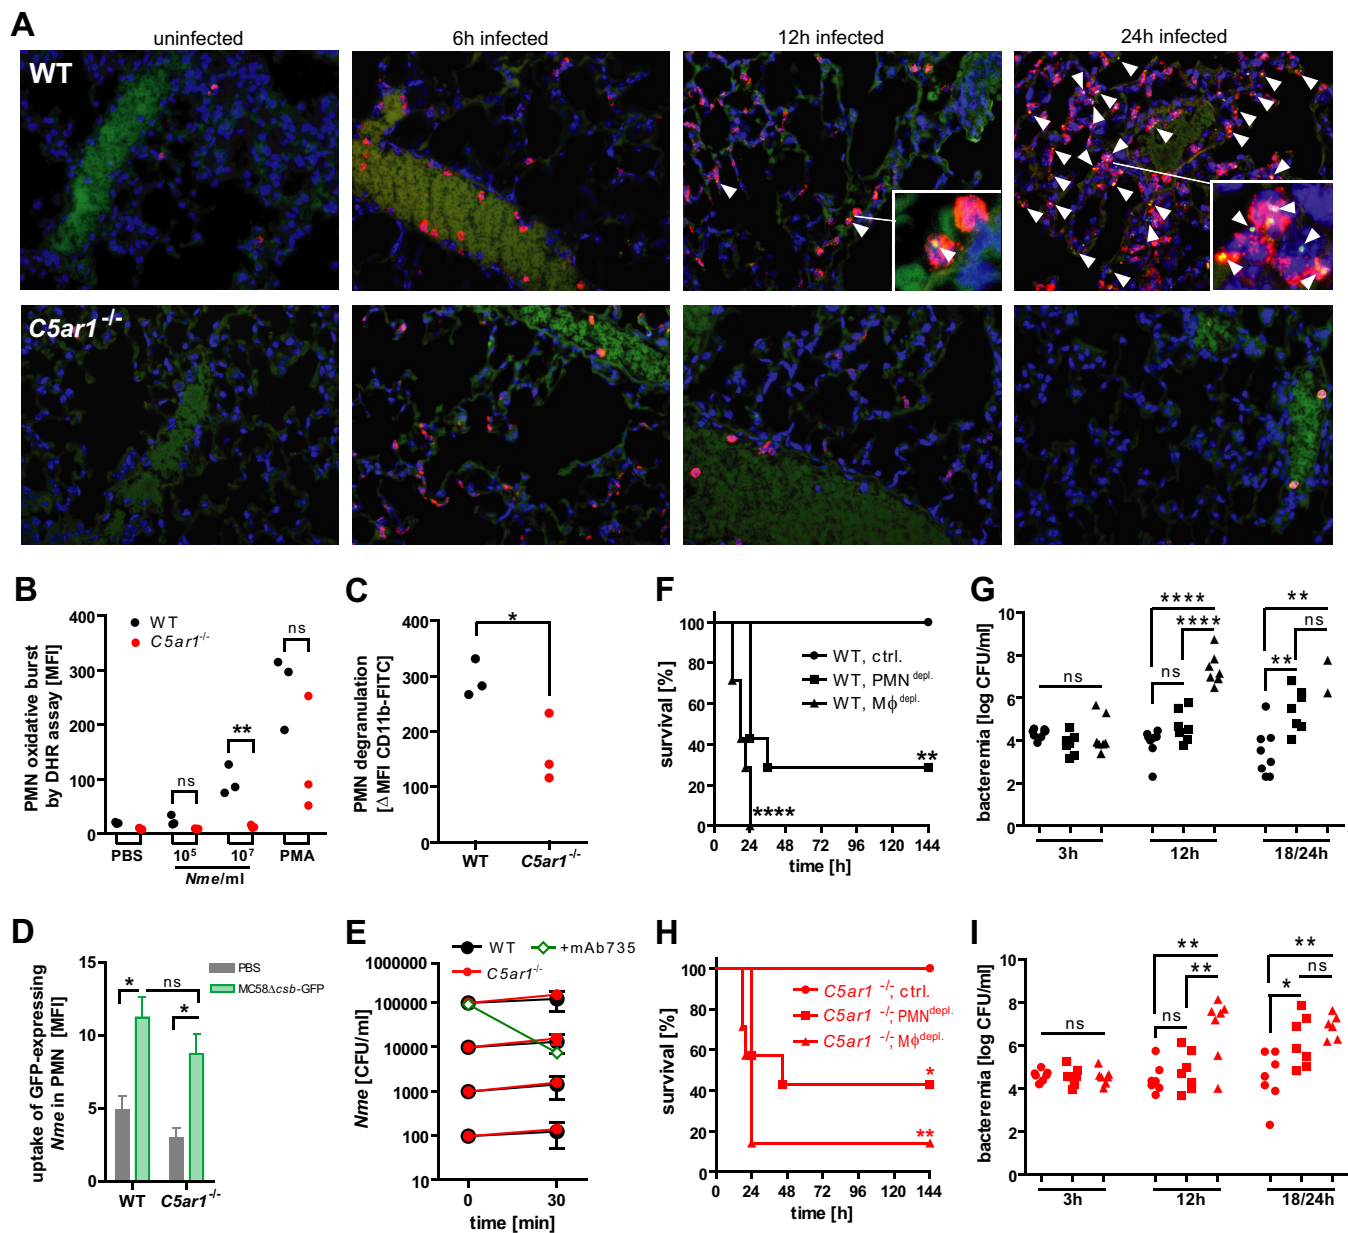 A
uninfected
6h infected
12h infected
24h infected
WT
C5ar1 -/-
B
PMN oxidative burst
by DHR assay [MFI]
400
300
200
100
0
WT
C5ar1-/-
ns
**
ns
PBS
10⁵
10⁷
PMA
Nme/ml
C
PMN degranulation
[Δ MFI CD11b-FITC]
400
300
200
100
0
*
WT
C5ar1-/-
F
survival [%]
100
80
60
40
20
0
WT, ctrl.
WT, PMN depl.
WT, Mϕ depl.
**
****
0 24 48 72 96 120 144
time [h]
G
bacteremia [log CFU/ml]
10
8
6
4
2
0
ns
****
****
ns
**
ns
**
3h
12h
18/24h
D
uptake of GFP-expressing
Nme in PMN [MFI]
15
10
5
0
PBS
MC58Δcsb-GFP
*
ns
*
WT
C5ar1-/-
E
WT
+mAb735
C5ar1-/-
Nme [CFU/ml]
1000000
100000
10000
1000
100
10
0
30
time [min]
H
survival [%]
100
80
60
40
20
0
C5ar1 -/-, ctrl.
C5ar1 -/-, PMN depl.
C5ar1 -/-, Mϕ depl.
*
**
0 24 48 72 96 120 144
time [h]
I
bacteremia [log CFU/ml]
10
8
6
4
2
0
ns
**
**
ns
**
ns
*
3h
12h
18/24h